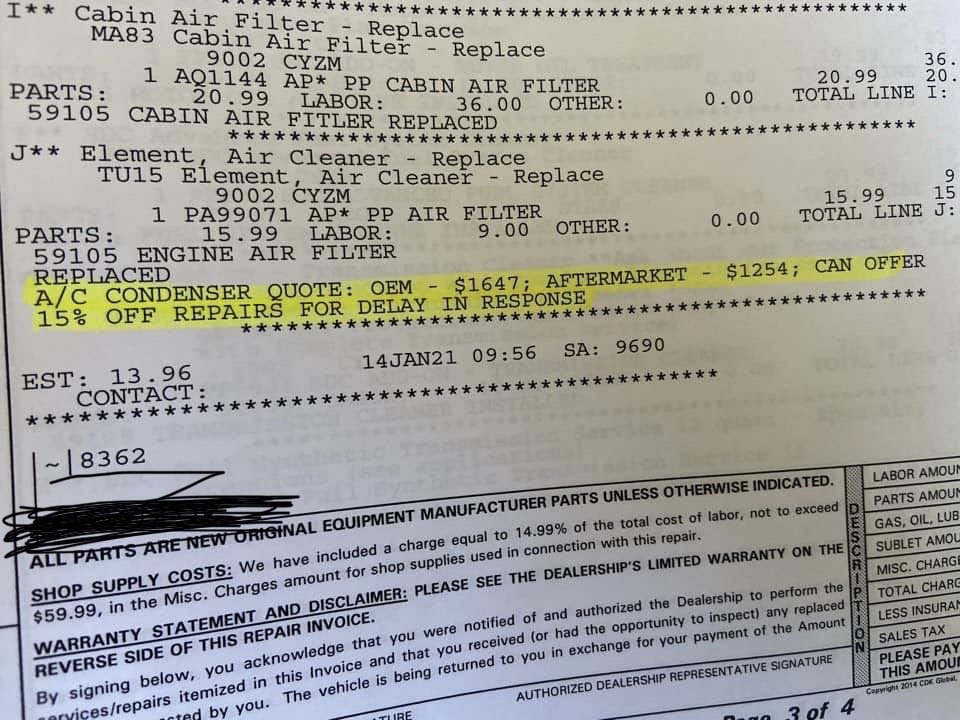 ************************************************
I** Cabin Air Filter - Replace
MA83 Cabin Air Filter - Replace
9002 CYZM 36.
1 AQ1144 AP* PP CABIN AIR FILTER 20.99 20.
PARTS: 20.99 LABOR: 36.00 OTHER: 0.00 TOTAL LINE I:
59105 CABIN AIR FITLER REPLACED
************************************************
J** Element, Air Cleaner - Replace
TU15 Element, Air Cleaner - Replace
9002 CYZM 9
1 PA99071 AP* PP AIR FILTER 15.99 15
PARTS: 15.99 LABOR: 9.00 OTHER: 0.00 TOTAL LINE J:
59105 ENGINE AIR FILTER
REPLACED
A/C CONDENSER QUOTE: OEM - $1647; AFTERMARKET - $1254; CAN OFFER
15% OFF REPAIRS FOR DELAY IN RESPONSE
************************************************
EST: 13.96 14JAN21 09:56 SA: 9690
CONTACT:
************************************************
|~|8362
ALL PARTS ARE NEW ORIGINAL EQUIPMENT MANUFACTURER PARTS UNLESS OTHERWISE INDICATED.
SHOP SUPPLY COSTS: We have included a charge equal to 14.99% of the total cost of labor, not to exceed
$59.99, in the Misc. Charges amount for shop supplies used in connection with this repair.
WARRANTY STATEMENT AND DISCLAIMER: PLEASE SEE THE DEALERSHIP'S LIMITED WARRANTY ON THE
REVERSE SIDE OF THIS REPAIR INVOICE.
By signing below, you acknowledge that you were notified of and authorized the Dealership to perform the
services/repairs itemized in this Invoice and that you received (or had the opportunity to inspect) any replaced
by you. The vehicle is being returned to you in exchange for your payment of the Amount
AUTHORIZED DEALERSHIP REPRESENTATIVE SIGNATURE
DESCRIPTION
LABOR AMOUN
PARTS AMOUN
GAS, OIL, LUB
SUBLET AMOU
MISC. CHARGE
TOTAL CHARG
LESS INSURAN
SALES TAX
PLEASE PAY
THIS AMOU
Copyright 2014 CDK Global,
Page 3 of 4